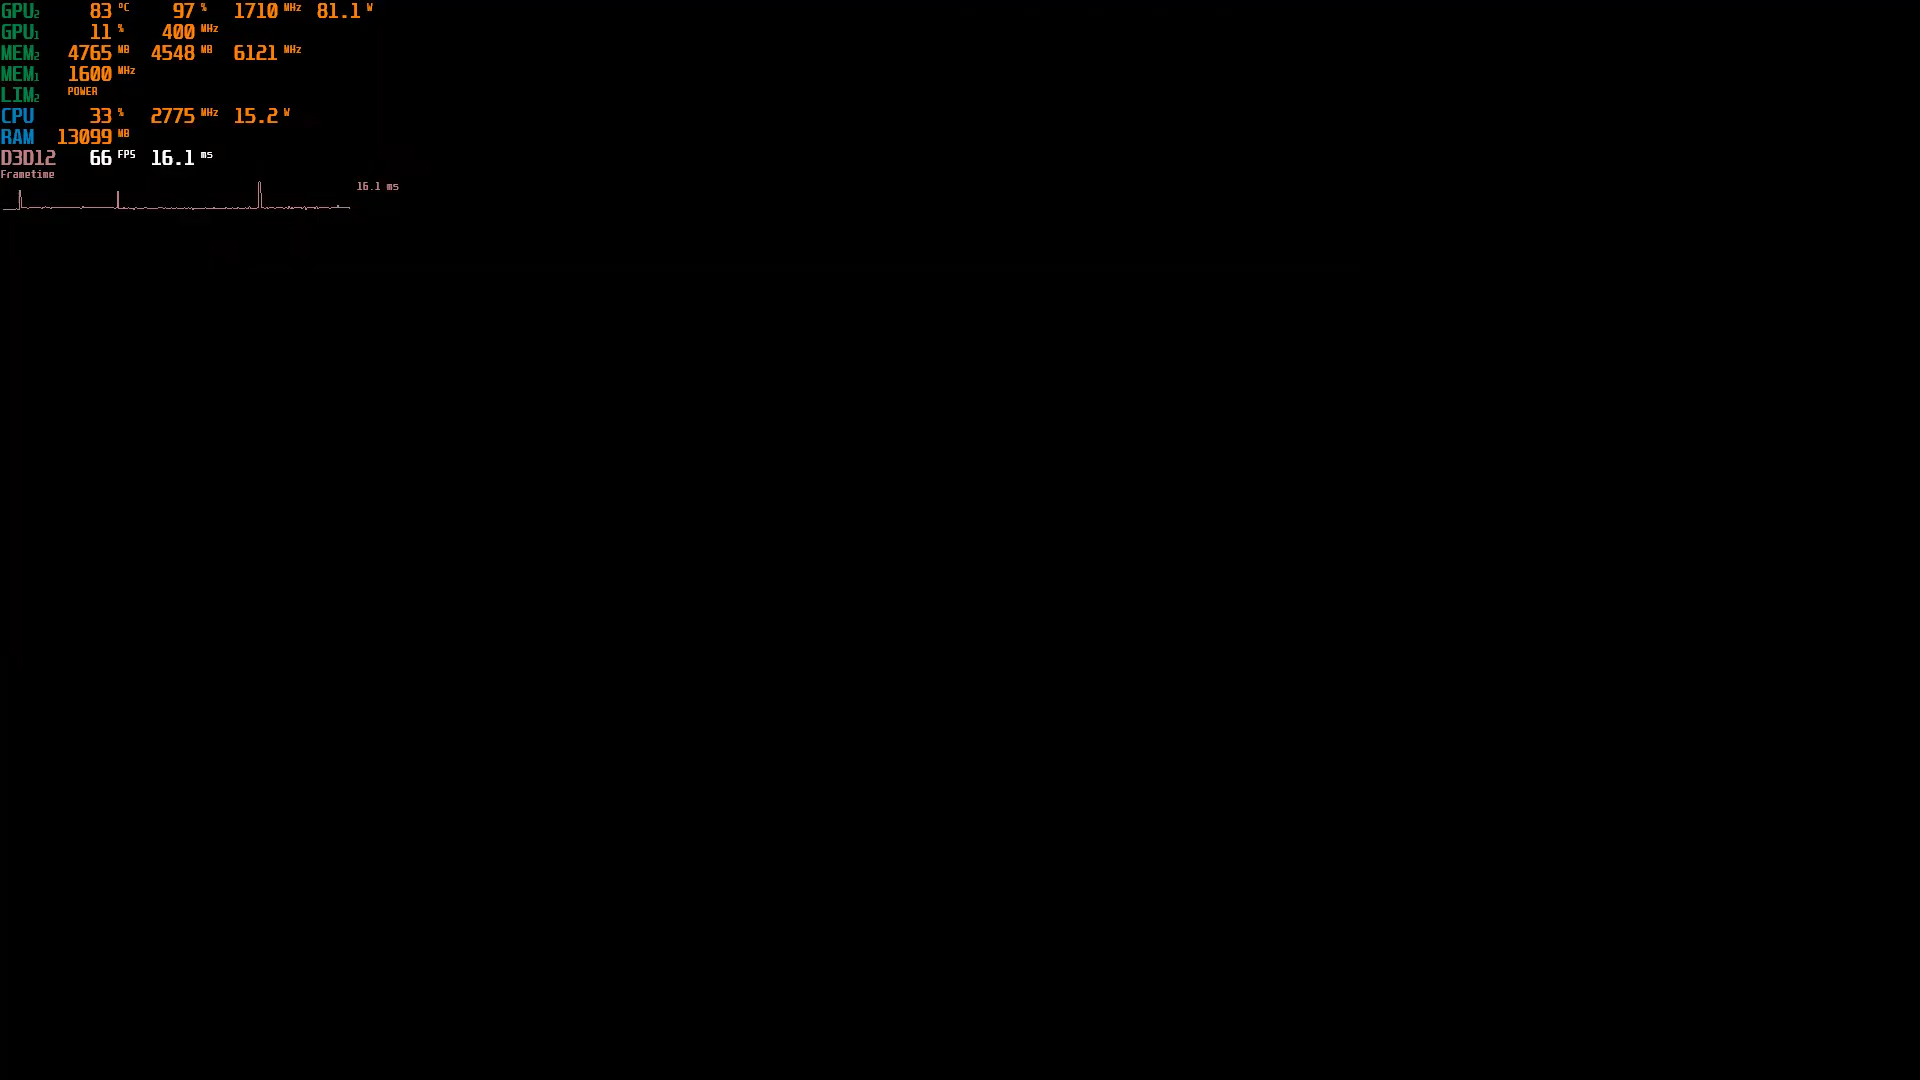 GPU2 83 °C 97 % 1710 MHz 81.1 W
GPU1 11 % 400 MHz
MEM2 4765 MB 4548 MB 6121 MHz
MEM1 1600 MHz
LIM2 POWER
CPU 33 % 2775 MHz 15.2 W
RAM 13099 MB
D3D12 66 FPS 16.1 ms
Frametime
16.1 ms